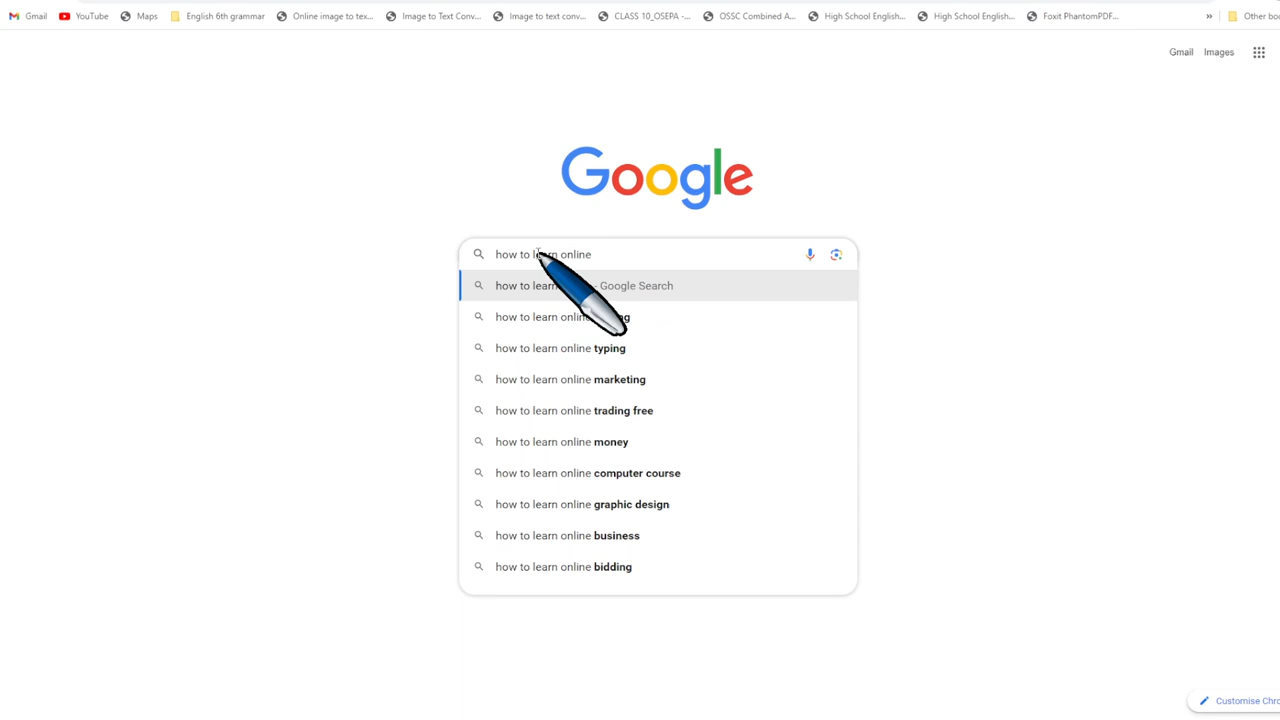 Gmail YouTube Maps English 6th grammar Online image to tex... Image to Text Conv... Image to text conv... CLASS 10_OSEPA -... OSSC Combined A... High School English... High School English... Foxit PhantomPDF... » Other bo
Gmail Images
Google
how to learn online
how to learn - Google Search
how to learn online
how to learn online typing
how to learn online marketing
how to learn online trading free
how to learn online money
how to learn online computer course
how to learn online graphic design
how to learn online business
how to learn online bidding
Customise Chro